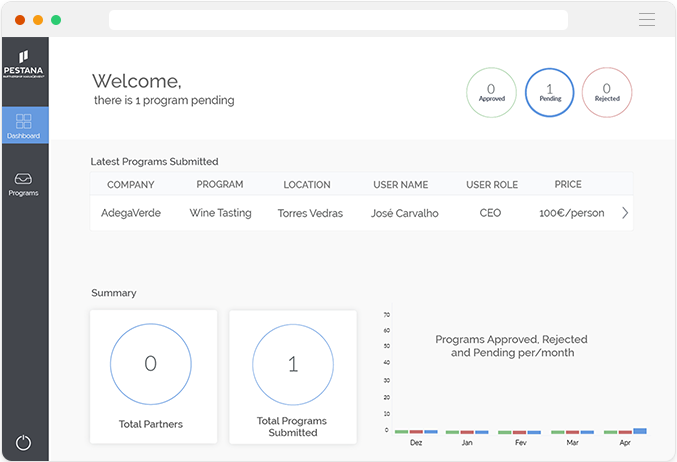 PESTANA
PARTNERSHIP MANAGEMENT
Dashboard
Programs
Welcome,
there is 1 program pending
0
Approved
1
Pending
0
Rejected
Latest Programs Submitted
COMPANY PROGRAM LOCATION USER NAME USER ROLE PRICE
AdegaVerde Wine Tasting Torres Vedras José Carvalho CEO 100€/person
Summary
0
Total Partners
1
Total Programs
Submitted
Programs Approved, Rejected
and Pending per/month
70
60
50
40
30
20
10
0
Dez Jan Fev Mar Apr